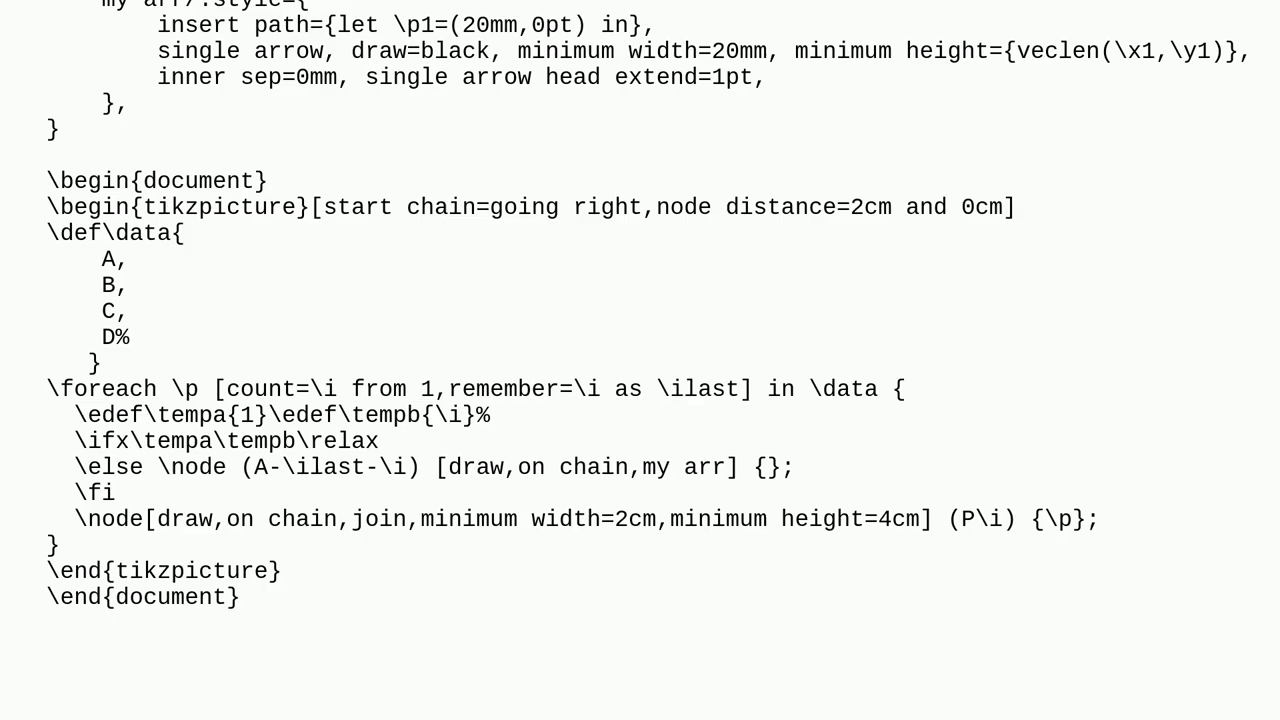 my arr/.style={
insert path={let \p1=(20mm,0pt) in},
single arrow, draw=black, minimum width=20mm, minimum height={veclen(\x1,\y1)},
inner sep=0mm, single arrow head extend=1pt,
},
}
\begin{document}
\begin{tikzpicture}[start chain=going right,node distance=2cm and 0cm]
\def\data{
A,
B,
C,
D%
}
\foreach \p [count=\i from 1,remember=\i as \ilast] in \data {
\edef\tempa{1}\edef\tempb{\i}%
\ifx\tempa\tempb\relax
\else \node (A-\ilast-\i) [draw,on chain,my arr] {};
\fi
\node[draw,on chain,join,minimum width=2cm,minimum height=4cm] (P\i) {\p};
}
\end{tikzpicture}
\end{document}